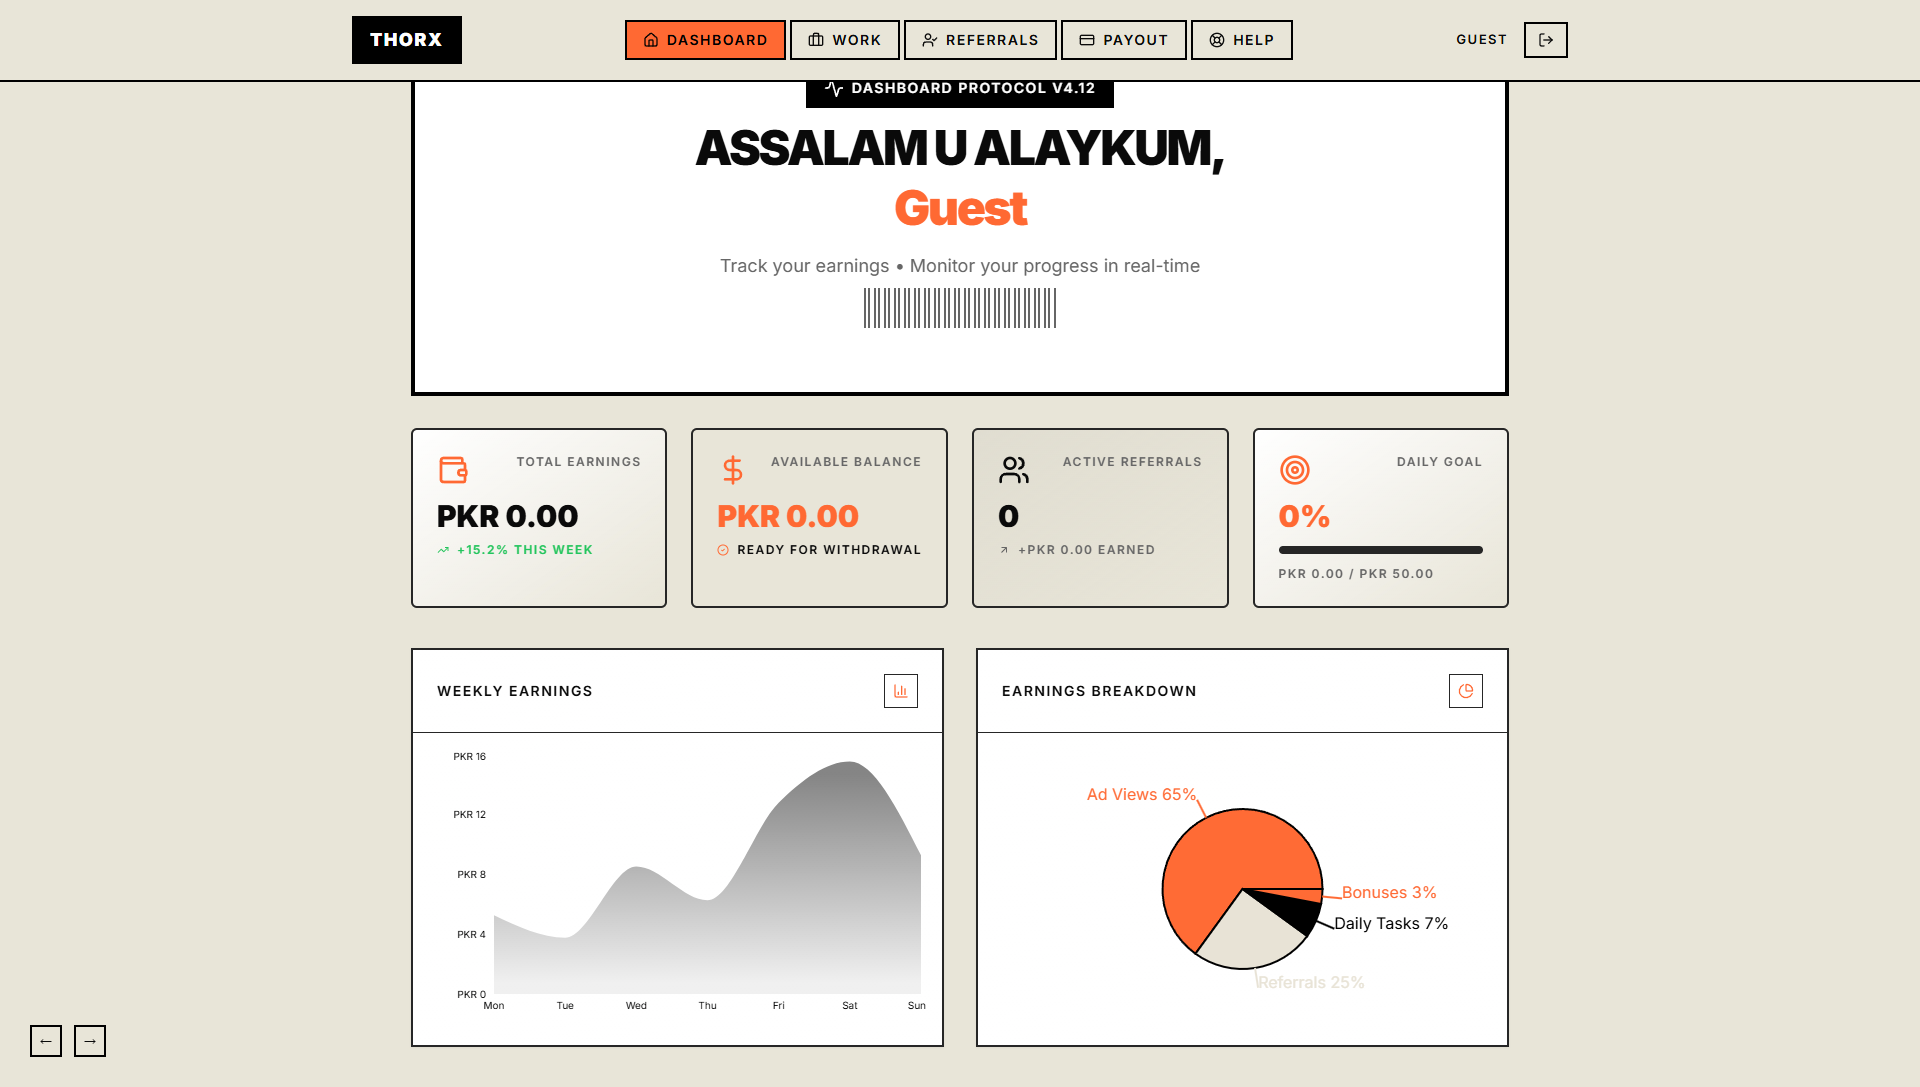 THORX
DASHBOARD
WORK
REFERRALS
PAYOUT
HELP
GUEST
DASHBOARD PROTOCOL V4.12
ASSALAM U ALAYKUM,
Guest
Track your earnings • Monitor your progress in real-time
TOTAL EARNINGS
PKR 0.00
+15.2% THIS WEEK
AVAILABLE BALANCE
PKR 0.00
READY FOR WITHDRAWAL
ACTIVE REFERRALS
0
+PKR 0.00 EARNED
DAILY GOAL
0%
PKR 0.00 / PKR 50.00
WEEKLY EARNINGS
PKR 16
PKR 12
PKR 8
PKR 4
PKR 0
Mon Tue Wed Thu Fri Sat Sun
EARNINGS BREAKDOWN
Ad Views 65%
Bonuses 3%
Daily Tasks 7%
Referrals 25%
← →